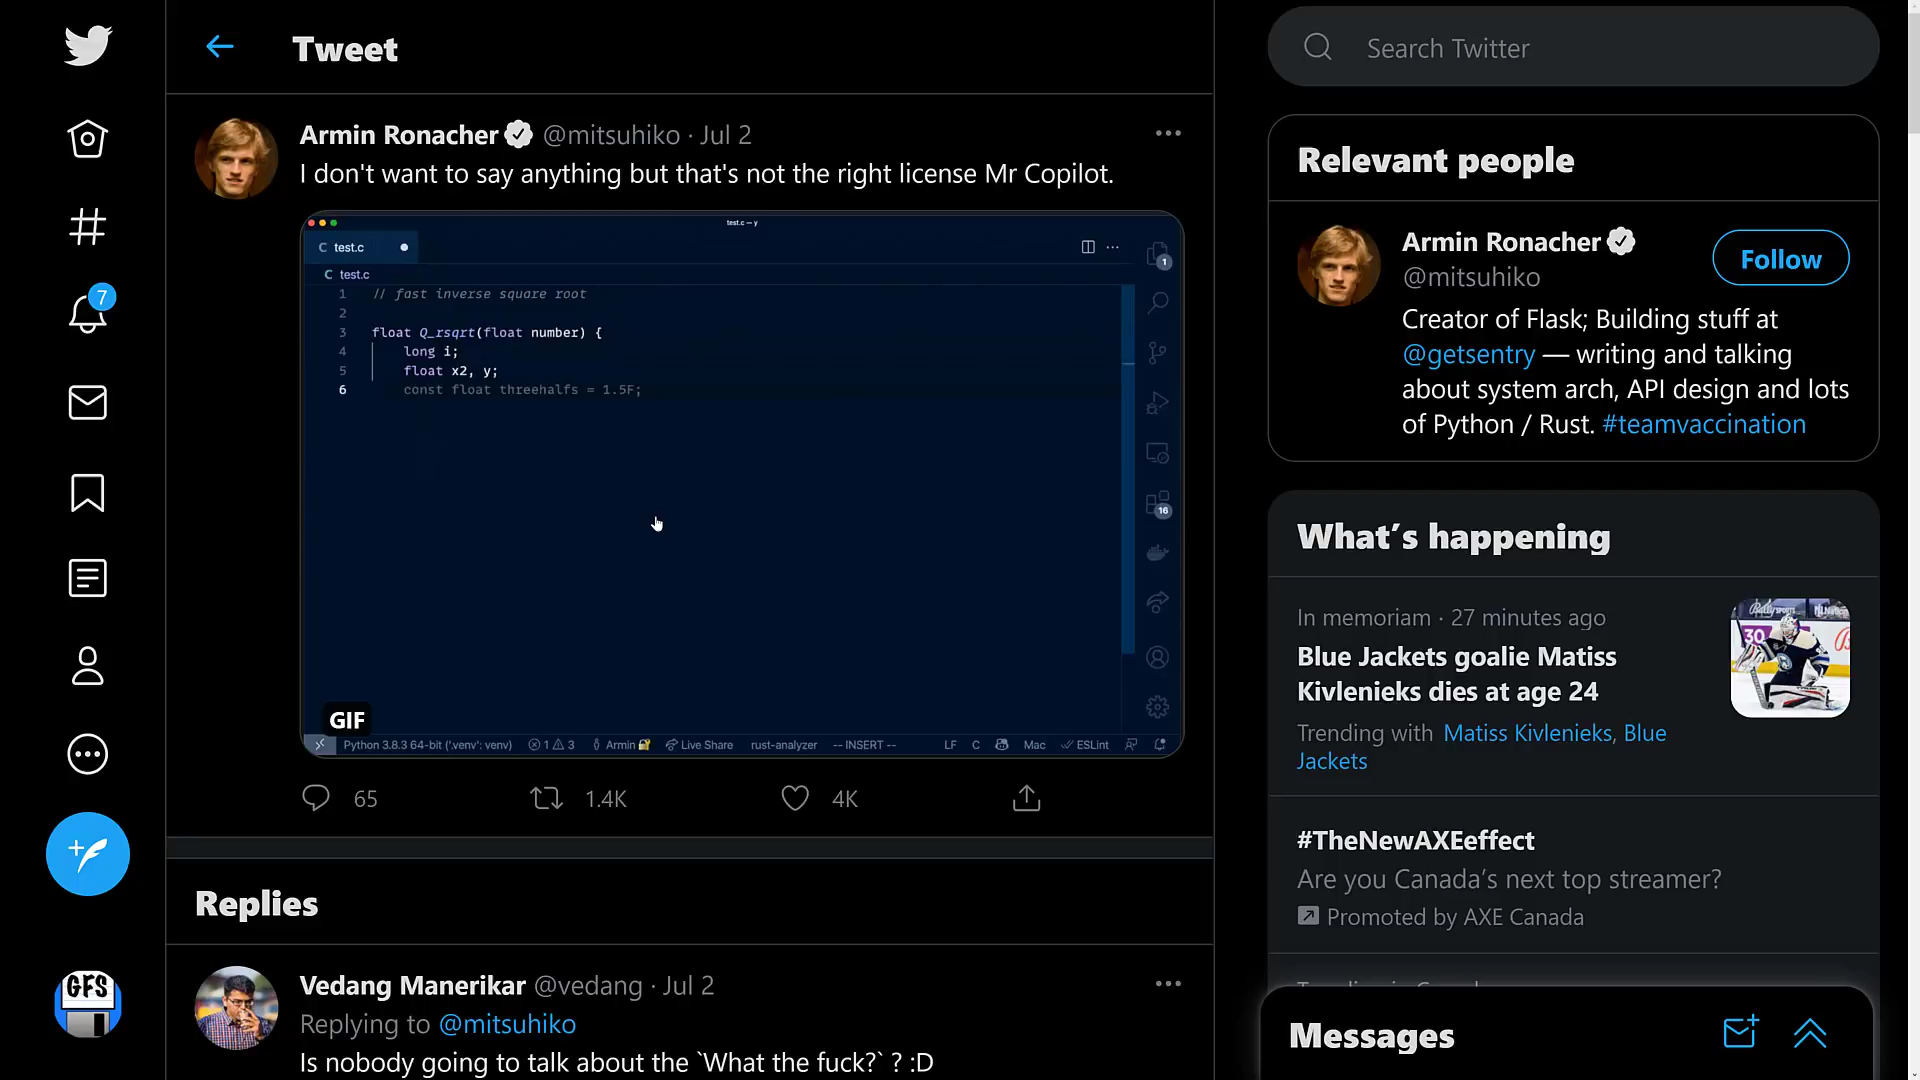 Tweet
Armin Ronacher @mitsuhiko · Jul 2
I don't want to say anything but that's not the right license Mr Copilot.
test.c — y
C test.c
C test.c
1 // fast inverse square root
2
3 float Q_rsqrt(float number) {
4 long i;
5 float x2, y;
6 const float threehalfs = 1.5F;
1
16
GIF
Python 3.8.3 64-bit ('.venv': venv) 1 3 Armin Live Share rust-analyzer -- INSERT -- LF C Mac ESLint
65 1.4K 4K
Replies
Vedang Manerikar @vedang · Jul 2
Replying to @mitsuhiko
Is nobody going to talk about the `What the fuck?` ? :D
7
GFS
Search Twitter
Relevant people
Armin Ronacher
@mitsuhiko
Follow
Creator of Flask; Building stuff at
@getsentry — writing and talking
about system arch, API design and lots
of Python / Rust. #teamvaccination
What's happening
In memoriam · 27 minutes ago
Blue Jackets goalie Matiss
Kivlenieks dies at age 24
Trending with Matiss Kivlenieks, Blue
Jackets
30
#TheNewAXEeffect
Are you Canada's next top streamer?
Promoted by AXE Canada
Messages